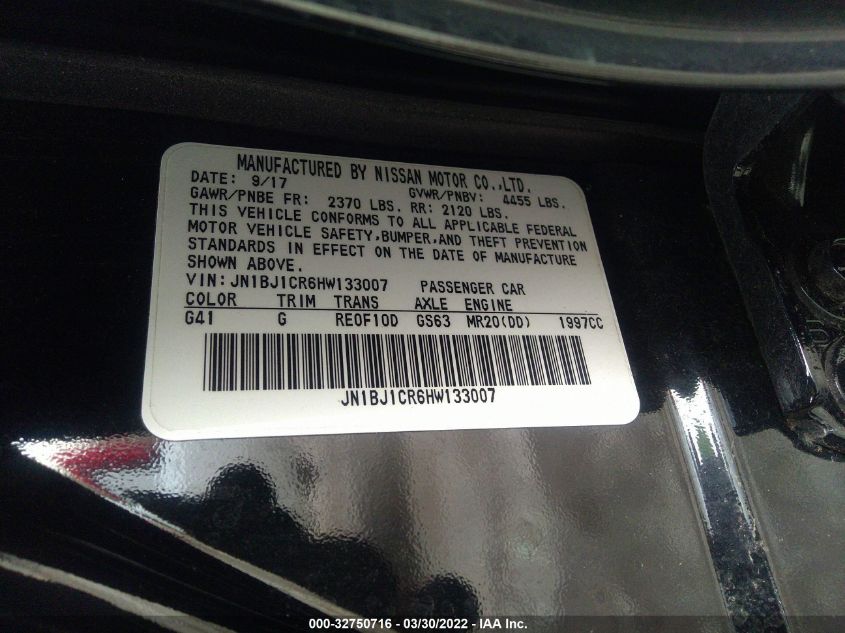 MANUFACTURED BY NISSAN MOTOR CO.,LTD.
DATE: 9/17 GVWR/PNBV: 4455 LBS.
GAWR/PNBE FR: 2370 LBS. RR: 2120 LBS.
THIS VEHICLE CONFORMS TO ALL APPLICABLE FEDERAL
MOTOR VEHICLE SAFETY,BUMPER,AND THEFT PREVENTION
STANDARDS IN EFFECT ON THE DATE OF MANUFACTURE
SHOWN ABOVE.
VIN:JN1BJ1CR6HW133007 PASSENGER CAR
COLOR TRIM TRANS AXLE ENGINE
G41 G RE0F10D GS63 MR20(DD) 1997CC
JN1BJ1CR6HW133007
000-32750716 - 03/30/2022 - IAA Inc.